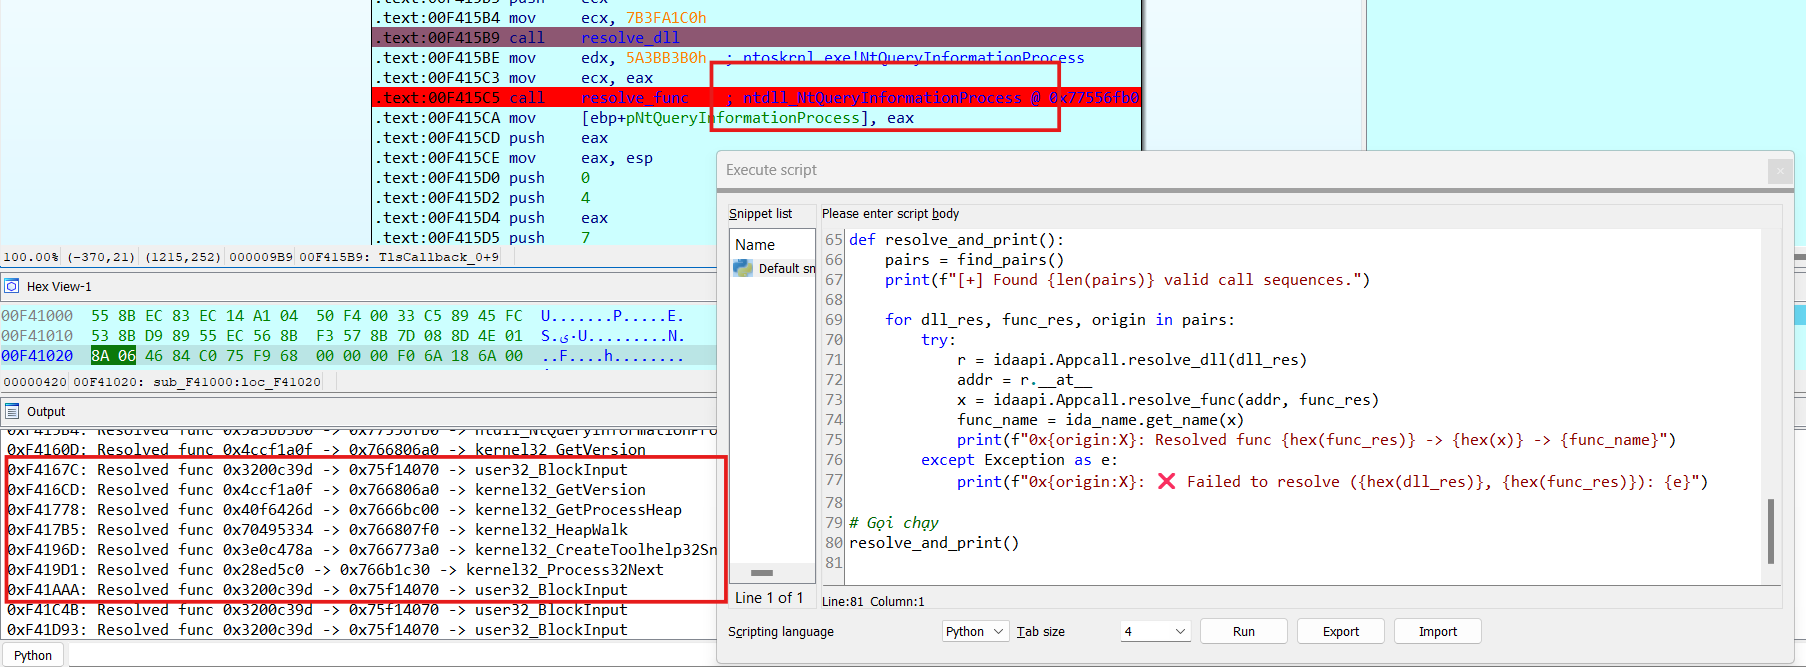 .text:00F415B4 mov     ecx, 7B3FA1C0h
.text:00F415B9 call    resolve_dll
.text:00F415BE mov     edx, 5A3BB3B0h  ; ntoskrnl.exe!NtQueryInformationProcess
.text:00F415C3 mov     ecx, eax
.text:00F415C5 call    resolve_func    ; ntdll_NtQueryInformationProcess @ 0x77556fb0
.text:00F415CA mov     [ebp+pNtQueryInformationProcess], eax
.text:00F415CD push    eax
.text:00F415CE mov     eax, esp
.text:00F415D0 push    0
.text:00F415D2 push    4
.text:00F415D4 push    eax
.text:00F415D5 push    7
100.00% (-370,21) (1215,252) 000009B9 00F415B9: TlsCallback_0+9
Hex View-1
00F41000  55 8B EC 83 EC 14 A1 04  50 F4 00 33 C5 89 45 FC  U.......P.....E.
00F41010  53 8B D9 89 55 EC 56 8B  F3 57 8B 7D 08 8D 4E 01
00F41020  8A 06 46 84 C0 75 F9 68  00 00 00 F0 6A 18 6A 00  ..F....h........
00000420 00F41020: sub_F41000:loc_F41020
Output
0xF4160D: Resolved func 0x4ccf1a0f -> 0x766806a0 -> kernel32_GetVersion
0xF4167C: Resolved func 0x3200c39d -> 0x75f14070 -> user32_BlockInput
0xF416CD: Resolved func 0x4ccf1a0f -> 0x766806a0 -> kernel32_GetVersion
0xF41778: Resolved func 0x40f6426d -> 0x7666bc00 -> kernel32_GetProcessHeap
0xF417B5: Resolved func 0x70495334 -> 0x766807f0 -> kernel32_HeapWalk
0xF4196D: Resolved func 0x3e0c478a -> 0x766773a0 -> kernel32_CreateToolhelp32Sn
0xF419D1: Resolved func 0x28ed5c0 -> 0x766b1c30 -> kernel32_Process32Next
0xF41AAA: Resolved func 0x3200c39d -> 0x75f14070 -> user32_BlockInput
0xF41C4B: Resolved func 0x3200c39d -> 0x75f14070 -> user32_BlockInput
0xF41D93: Resolved func 0x3200c39d -> 0x75f14070 -> user32_BlockInput
Python
Execute script
Snippet list
Name
Default sn
Line 1 of 1
Please enter script body
65 def resolve_and_print():
66     pairs = find_pairs()
67     print(f"[+] Found {len(pairs)} valid call sequences.")
68
69     for dll_res, func_res, origin in pairs:
70         try:
71             r = idaapi.Appcall.resolve_dll(dll_res)
72             addr = r.__at__
73             x = idaapi.Appcall.resolve_func(addr, func_res)
74             func_name = ida_name.get_name(x)
75             print(f"0x{origin:X}: Resolved func {hex(func_res)} -> {hex(x)} -> {func_name}")
76         except Exception as e:
77             print(f"0x{origin:X}: ❌ Failed to resolve ({hex(dll_res)}, {hex(func_res)}): {e}")
78
79 # Gọi chạy
80 resolve_and_print()
81
Line:81 Column:1
Scripting language Python Tab size 4 Run Export Import